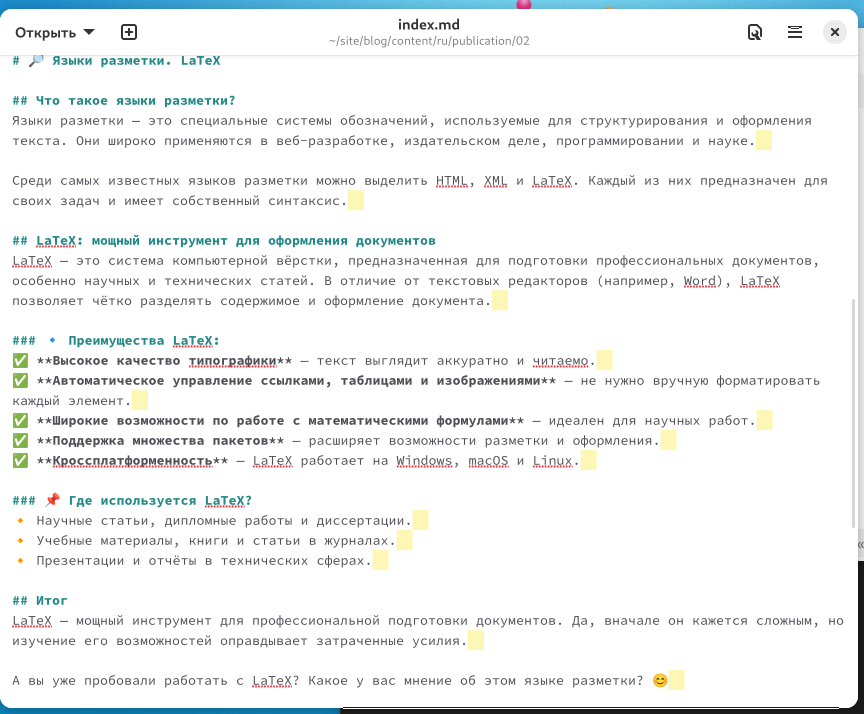 Открыть
index.md
~/site/blog/content/ru/publication/02
# 🔎 Языки разметки. LaTeX
## Что такое языки разметки?
Языки разметки — это специальные системы обозначений, используемые для структурирования и оформления
текста. Они широко применяются в веб-разработке, издательском деле, программировании и науке.
Среди самых известных языков разметки можно выделить HTML, XML и LaTeX. Каждый из них предназначен для
своих задач и имеет собственный синтаксис.
## LaTeX: мощный инструмент для оформления документов
LaTeX — это система компьютерной вёрстки, предназначенная для подготовки профессиональных документов,
особенно научных и технических статей. В отличие от текстовых редакторов (например, Word), LaTeX
позволяет чётко разделять содержимое и оформление документа.
### 🔹 Преимущества LaTeX:
✅ **Высокое качество типографики** — текст выглядит аккуратно и читаемо.
✅ **Автоматическое управление ссылками, таблицами и изображениями** — не нужно вручную форматировать
каждый элемент.
✅ **Широкие возможности по работе с математическими формулами** — идеален для научных работ.
✅ **Поддержка множества пакетов** — расширяет возможности разметки и оформления.
✅ **Кроссплатформенность** — LaTeX работает на Windows, macOS и Linux.
### 📌 Где используется LaTeX?
🔸 Научные статьи, дипломные работы и диссертации.
🔸 Учебные материалы, книги и статьи в журналах.
🔸 Презентации и отчёты в технических сферах.
## Итог
LaTeX — мощный инструмент для профессиональной подготовки документов. Да, вначале он кажется сложным, но
изучение его возможностей оправдывает затраченные усилия.
А вы уже пробовали работать с LaTeX? Какое у вас мнение об этом языке разметки? 😊